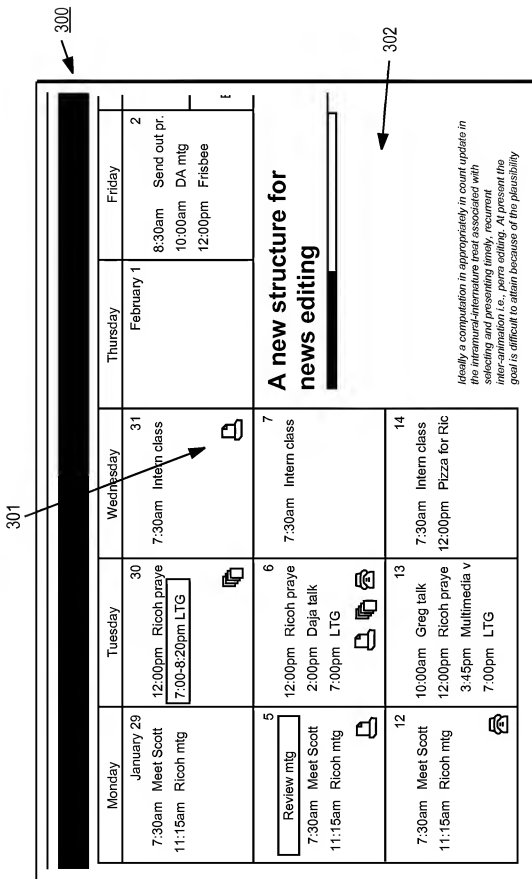 300
301
302
Monday Tuesday Wednesday Thursday Friday
January 29
7:30am Meet Scott
11:15am Ricoh mtg
30
12:00pm Ricoh praye
7:00-8:20pm LTG
31
7:30am Intern class
February 1
2
8:30am Send out pr.
10:00am DA mtg
12:00pm Frisbee
5
Review mtg
7:30am Meet Scott
11:15am Ricoh mtg
6
12:00pm Ricoh praye
2:00pm Daja talk
7:00pm LTG
7
7:30am Intern class
A new structure for
news editing
12
7:30am Meet Scott
11:15am Ricoh mtg
13
10:00am Greg talk
12:00pm Ricoh praye
3:45pm Multimedia v
7:00pm LTG
14
7:30am Intern class
12:00pm Pizza for Ric
Ideally a computation in appropriately in count update in
the intramural-internature treat associated with
selecting and presenting timely, recurrent
inter-animation i.e., perra editing. At present the
goal is difficult to attain because of the plausibility